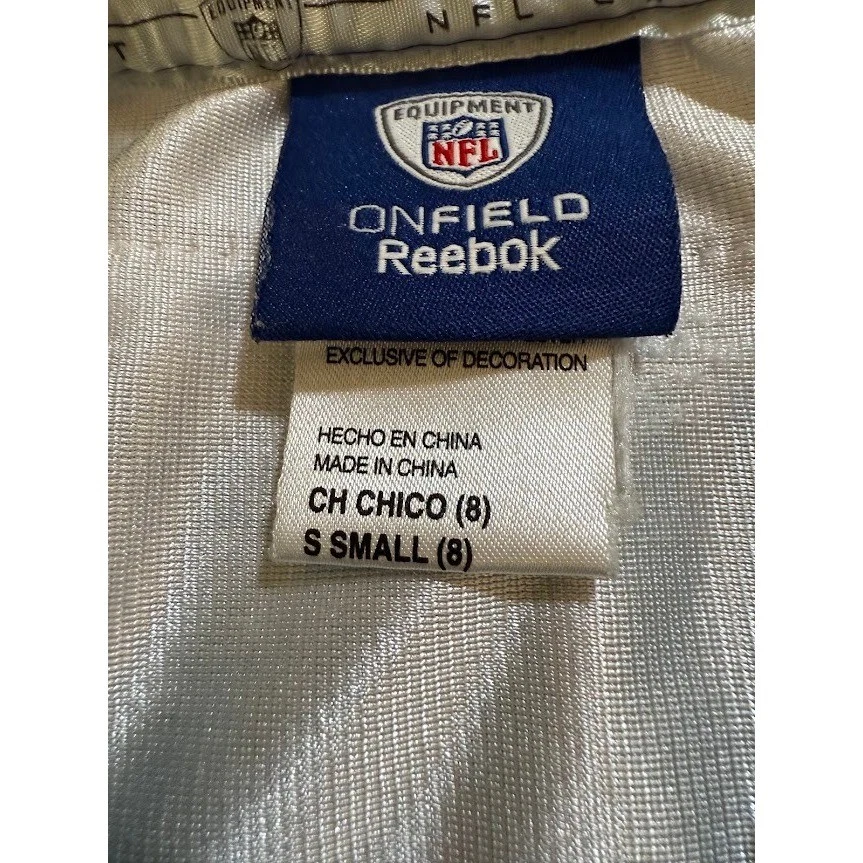 EQUIPMENT
NFL
T
EQUIPMENT
NFL
ONFIELD
Reebok
EXCLUSIVE OF DECORATION
HECHO EN CHINA
MADE IN CHINA
CH CHICO (8)
S SMALL (8)